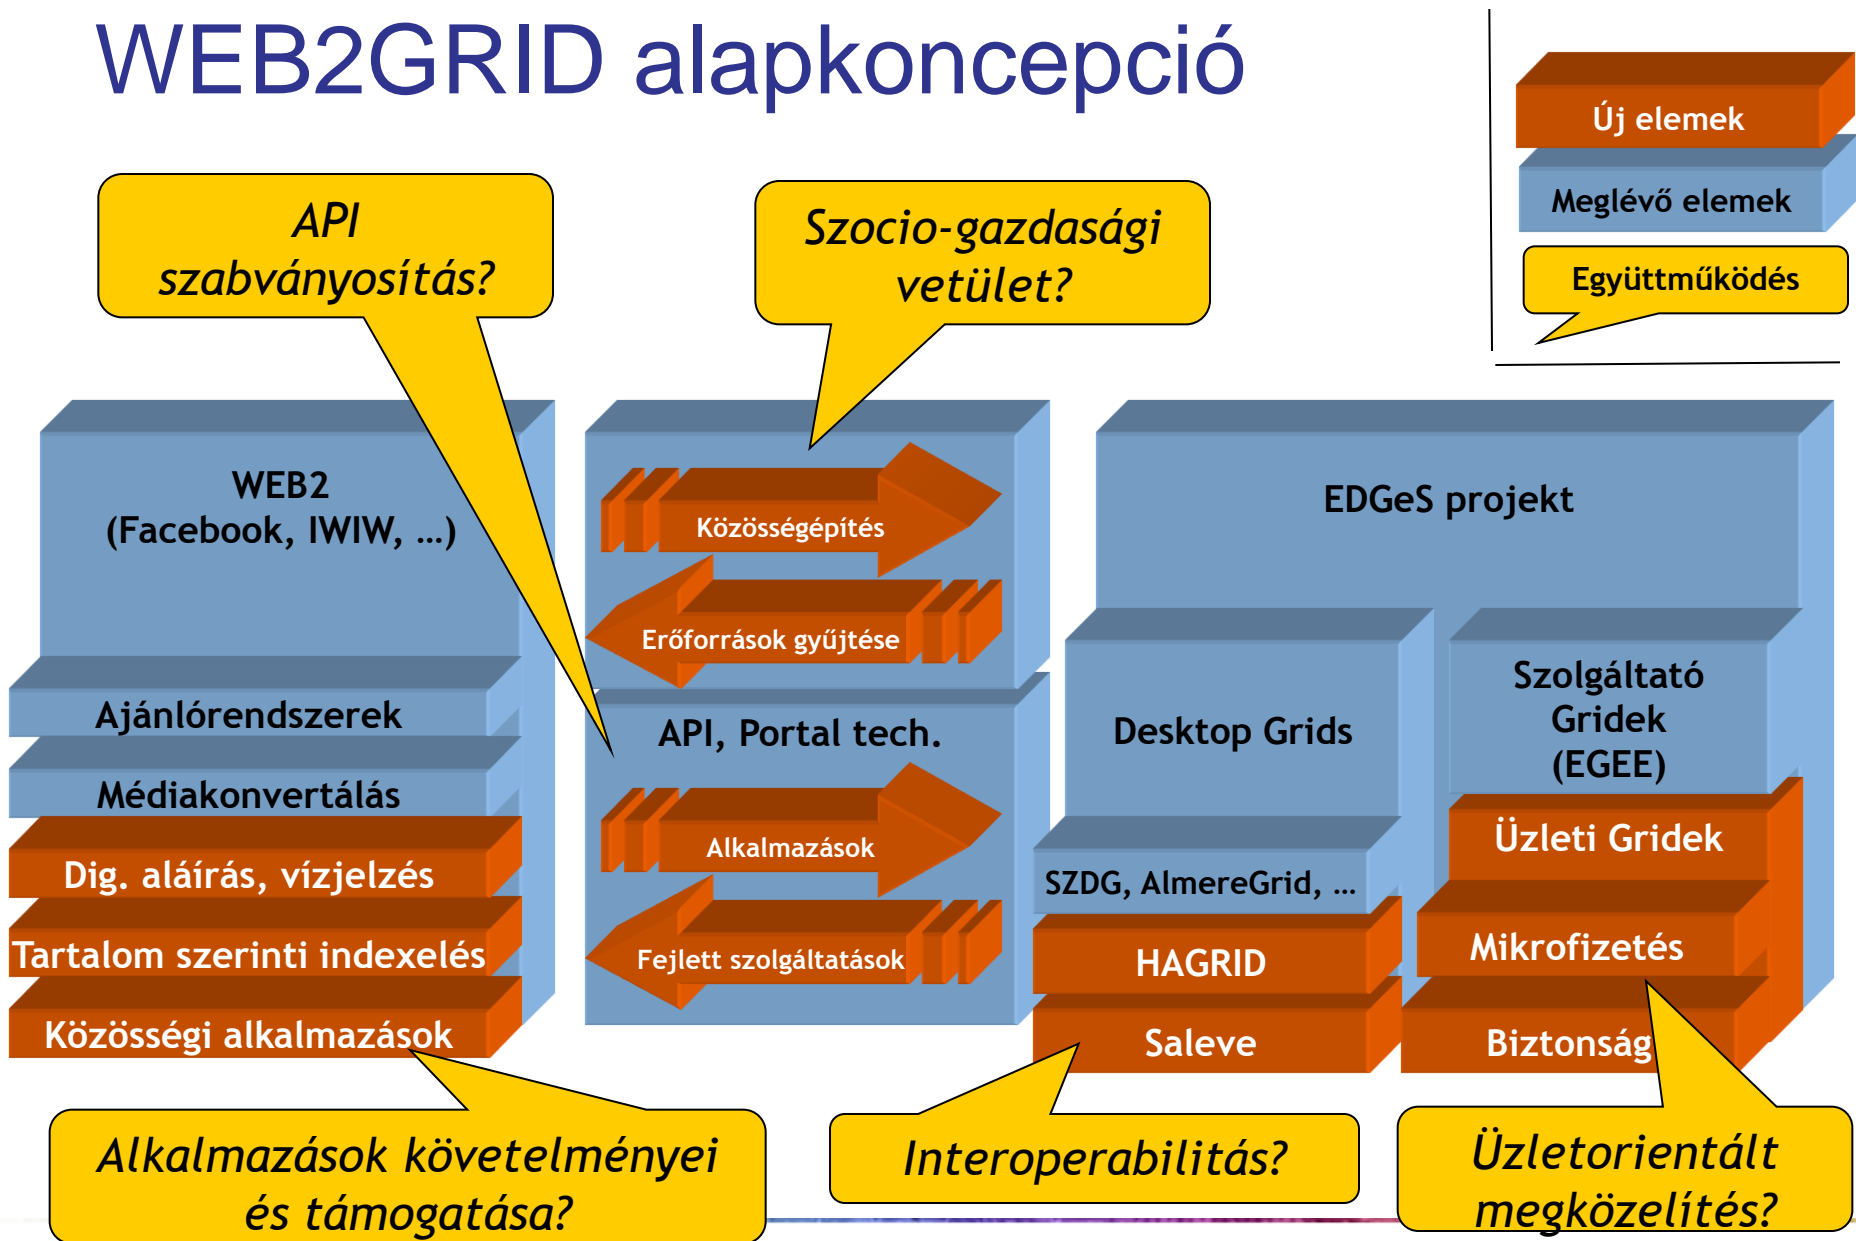 WEB2GRID alapkoncepció
Új elemek
Meglévő elemek
Együttműködés
API
szabványosítás?
Szocio-gazdasági
vetület?
WEB2
(Facebook, IWIW, …)
Ajánlórendszerek
Médiakonvertálás
Dig. aláírás, vízjelzés
Tartalom szerinti indexelés
Közösségi alkalmazások
Közösségépítés
Erőforrások gyűjtése
API, Portal tech.
Alkalmazások
Fejlett szolgáltatások
EDGeS projekt
Desktop Grids
SZDG, AlmereGrid, …
HAGRID
Saleve
Szolgáltató
Gridek
(EGEE)
Üzleti Gridek
Mikrofizetés
Biztonság
Alkalmazások követelményei
és támogatása?
Interoperabilitás?
Üzletorientált
megközelítés?